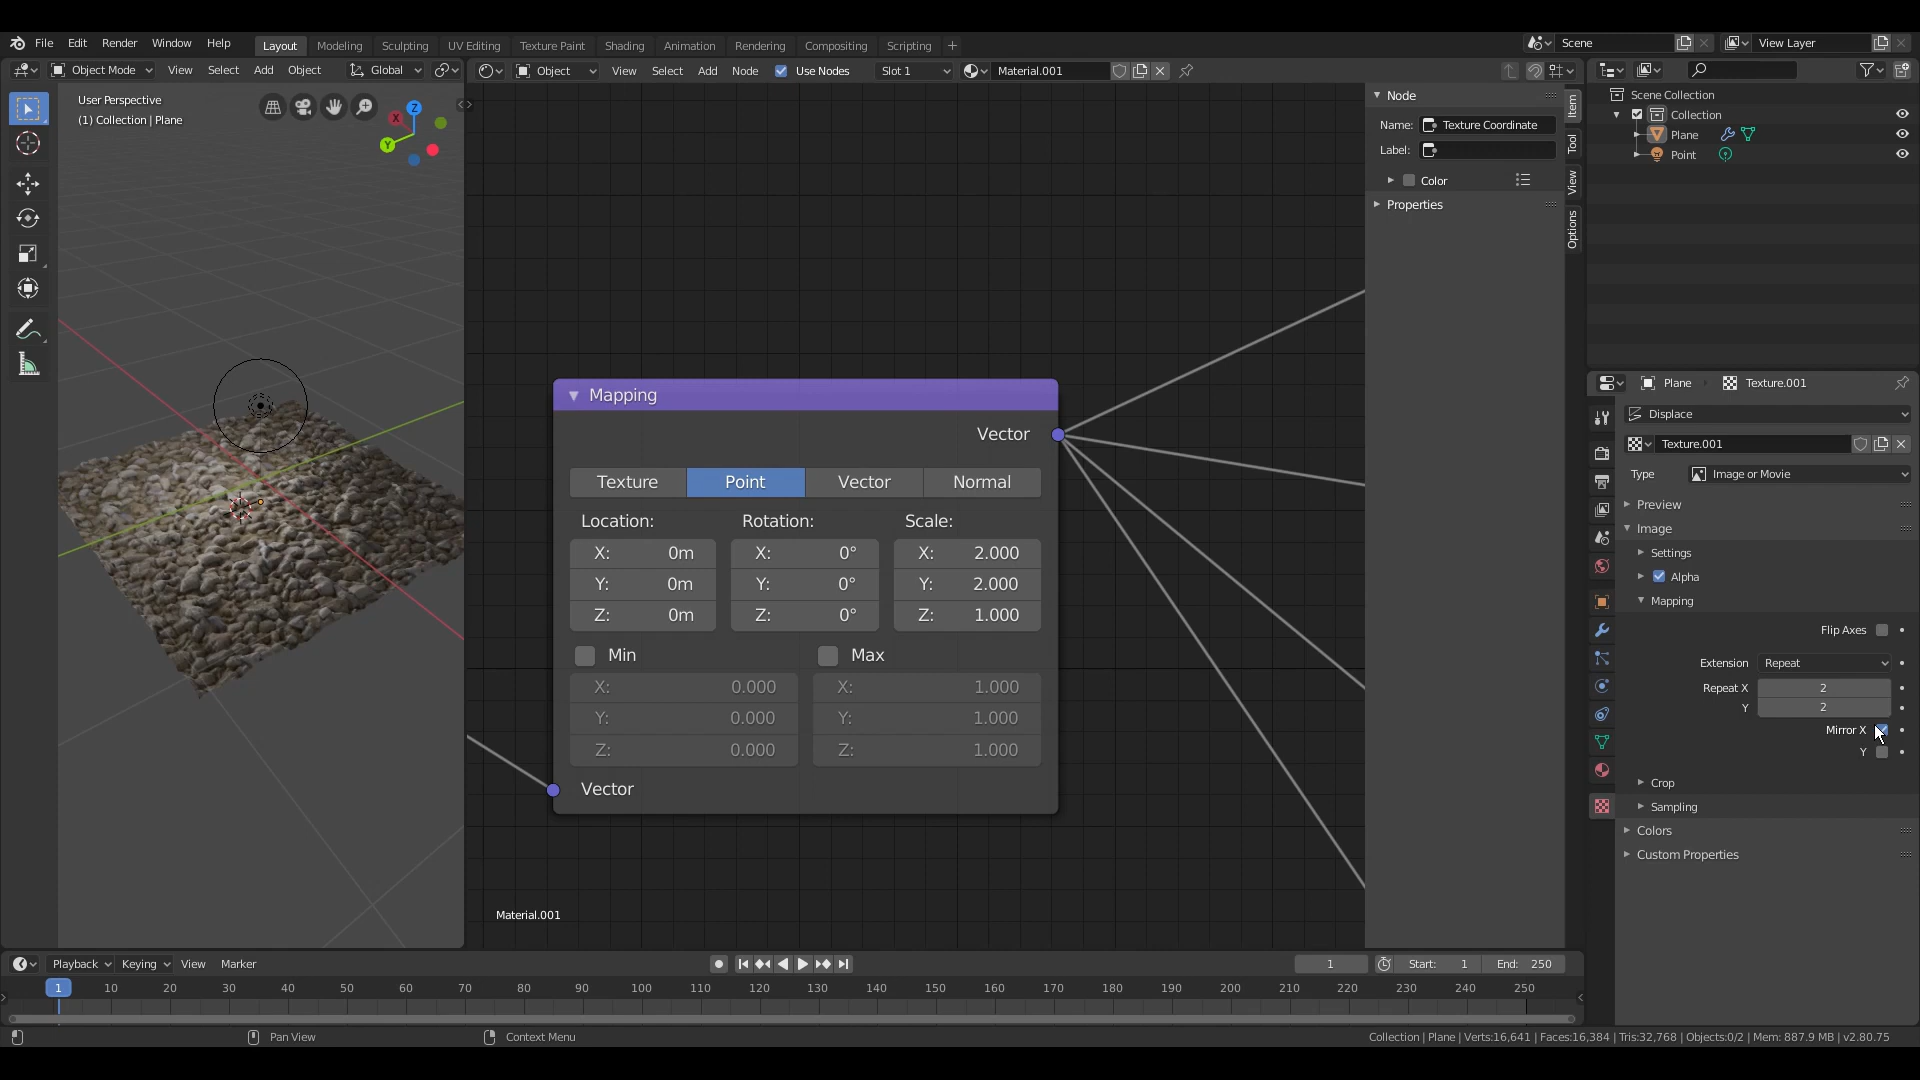 File Edit Render Window Help Layout Modeling Sculpting UV Editing Texture Paint Shading Animation Rendering Compositing Scripting + Scene View Layer
Object Mode View Select Add Object Global Object View Select Add Node Use Nodes Slot 1 Material.001
User Perspective
(1) Collection | Plane
Z
X
Y
Node
Name: Texture Coordinate
Label:
Color
Properties
Item
Tool
View
Options
Scene Collection
Collection
Plane
Point
Mapping
Vector
Texture Point Vector Normal
Location: Rotation: Scale:
X: 0m X: 0° X: 2.000
Y: 0m Y: 0° Y: 2.000
Z: 0m Z: 0° Z: 1.000
Min Max
X: 0.000 X: 1.000
Y: 0.000 Y: 1.000
Z: 0.000 Z: 1.000
Vector
Material.001
Plane Texture.001
Displace
Texture.001
Type Image or Movie
Preview
Image
Settings
Alpha
Mapping
Flip Axes
Extension Repeat
Repeat X 2
Y 2
Mirror X
Y
Crop
Sampling
Colors
Custom Properties
Playback Keying View Marker 1 Start: 1 End: 250
1 10 20 30 40 50 60 70 80 90 100 110 120 130 140 150 160 170 180 190 200 210 220 230 240 250
Pan View Context Menu Collection | Plane | Verts:16,641 | Faces:16,384 | Tris:32,768 | Objects:0/2 | Mem: 887.9 MB | v2.80.75